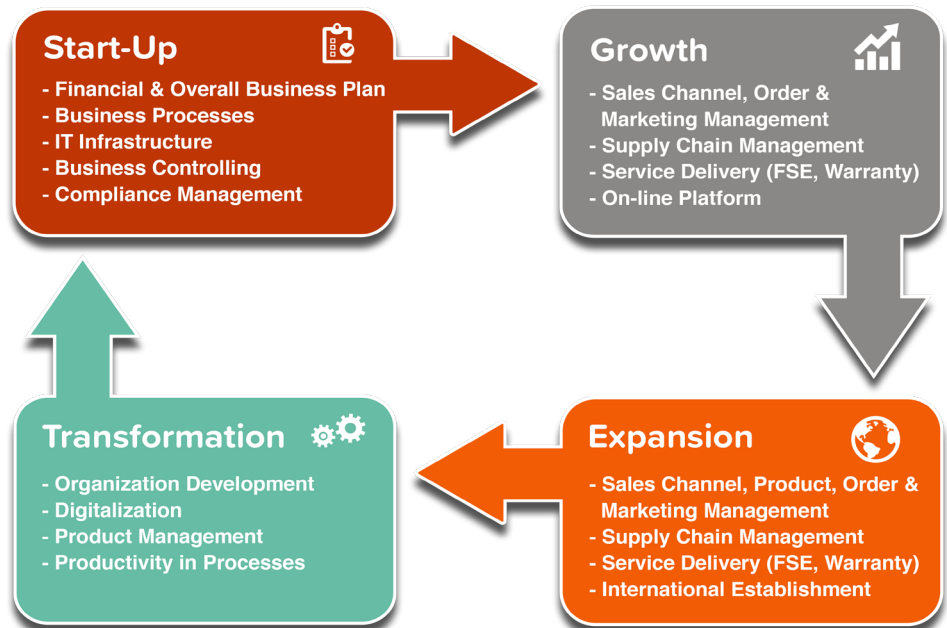 Start-Up
- Financial & Overall Business Plan
- Business Processes
- IT Infrastructure
- Business Controlling
- Compliance Management
Growth
- Sales Channel, Order &
Marketing Management
- Supply Chain Management
- Service Delivery (FSE, Warranty)
- On-line Platform
Transformation
- Organization Development
- Digitalization
- Product Management
- Productivity in Processes
Expansion
- Sales Channel, Product, Order &
Marketing Management
- Supply Chain Management
- Service Delivery (FSE, Warranty)
- International Establishment